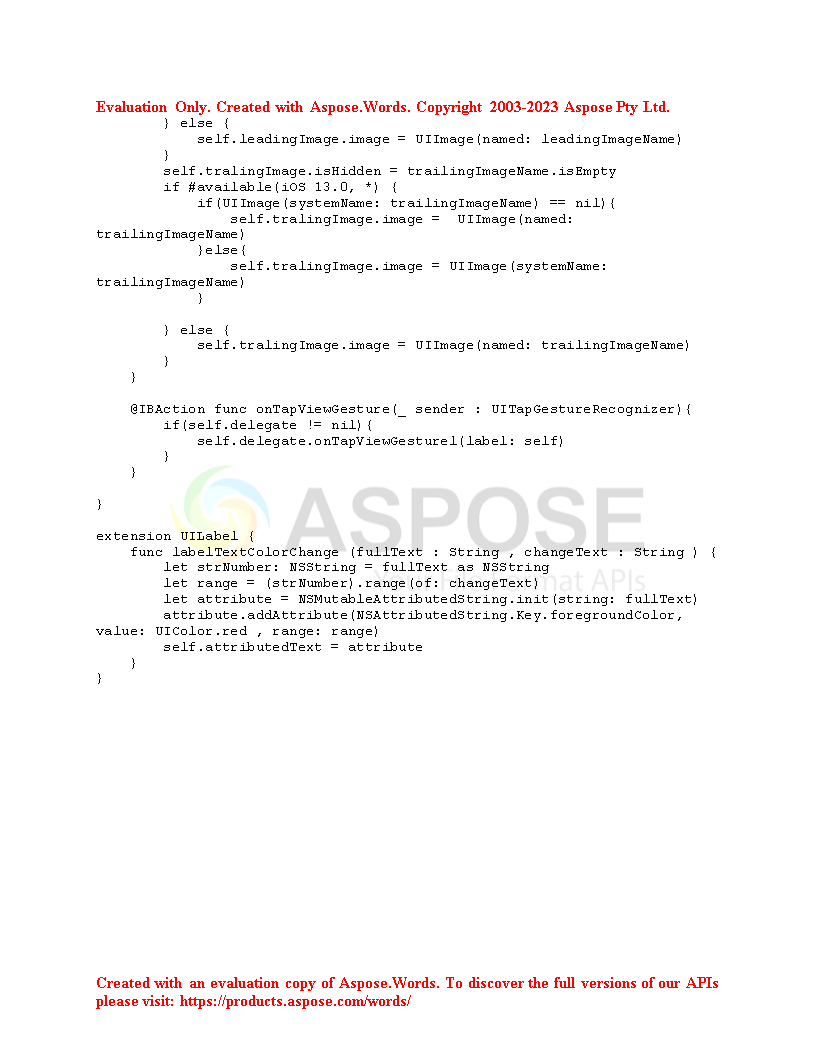 Evaluation Only. Created with Aspose.Words. Copyright 2003-2023 Aspose Pty Ltd.
        } else {
            self.leadingImage.image = UIImage(named: leadingImageName)
        }
        self.tralingImage.isHidden = trailingImageName.isEmpty
        if #available(iOS 13.0, *) {
            if(UIImage(systemName: trailingImageName) == nil){
                self.tralingImage.image =  UIImage(named:
trailingImageName)
            }else{
                self.tralingImage.image = UIImage(systemName:
trailingImageName)
            }
        } else {
            self.tralingImage.image = UIImage(named: trailingImageName)
        }
    }
    @IBAction func onTapViewGesture(_ sender : UITapGestureRecognizer){
        if(self.delegate != nil){
            self.delegate.onTapViewGesturel(label: self)
        }
    }
}
ASPOSE
extension UILabel {
    func labelTextColorChange (fullText : String , changeText : String ) {
        let strNumber: NSString = fullText as NSString
        let range = (strNumber).range(of: changeText)
        let attribute = NSMutableAttributedString.init(string: fullText)
        attribute.addAttribute(NSAttributedString.Key.foregroundColor,
value: UIColor.red , range: range)
        self.attributedText = attribute
    }
}
Created with an evaluation copy of Aspose.Words. To discover the full versions of our APIs
please visit: https://products.aspose.com/words/